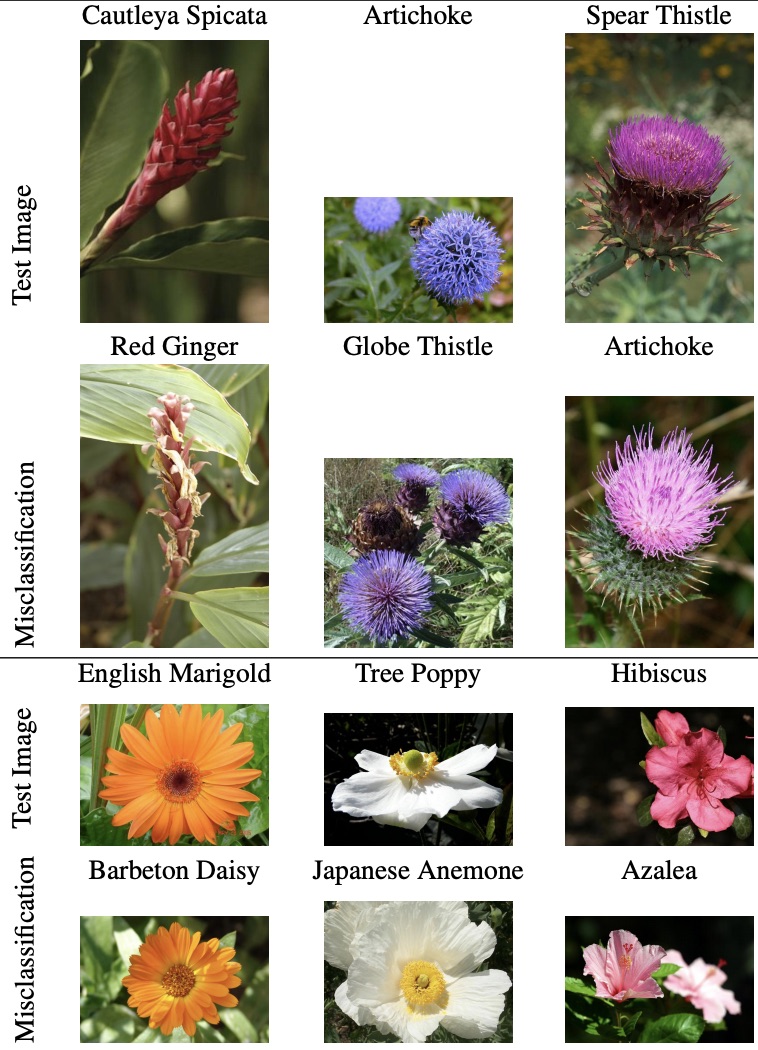 Cautleya Spicata
Artichoke
Spear Thistle
Test Image
Red Ginger
Globe Thistle
Artichoke
Misclassification
English Marigold
Tree Poppy
Hibiscus
Test Image
Barbeton Daisy
Japanese Anemone
Azalea
Misclassification